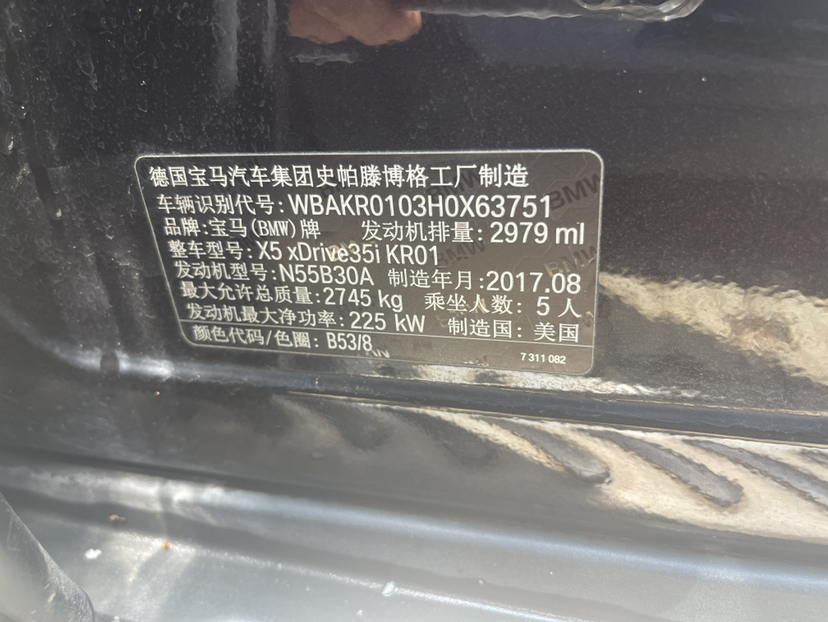 德国宝马汽车集团史帕滕博格工厂制造
车辆识别代号: WBAKR0103H0X63751
品牌: 宝马(BMW)牌 发动机排量: 2979 ml
整车型号: X5 xDrive35i KR01
发动机型号: N55B30A 制造年月: 2017.08
最大允许总质量: 2745 kg 乘坐人数: 5 人
发动机最大净功率: 225 kW 制造国: 美国
颜色代码/色圈: B53/8
7 311 082